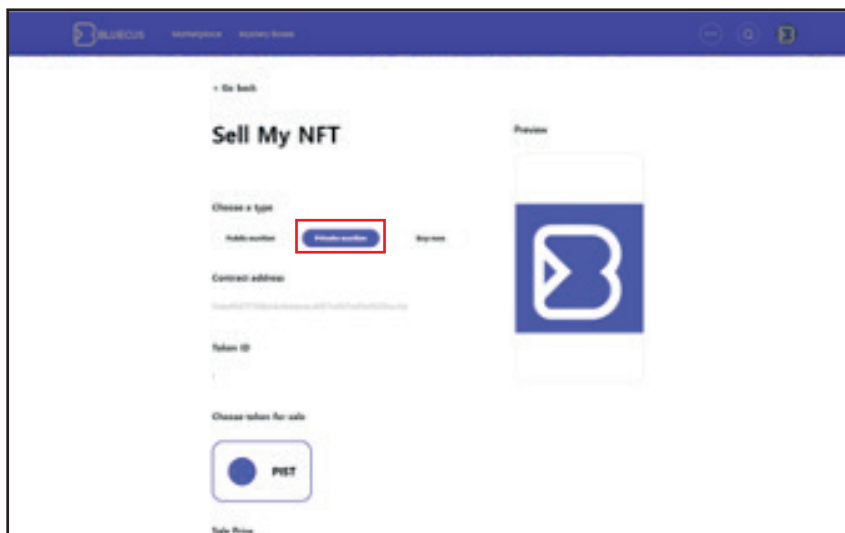 BLUECUS Marketplace Mystery Boxes
< Go back
Sell My NFT
Preview
Choose a type
Public auction Private auction Buy now
Contract address
Token ID
Choose token for sale
PIST
Sale Price